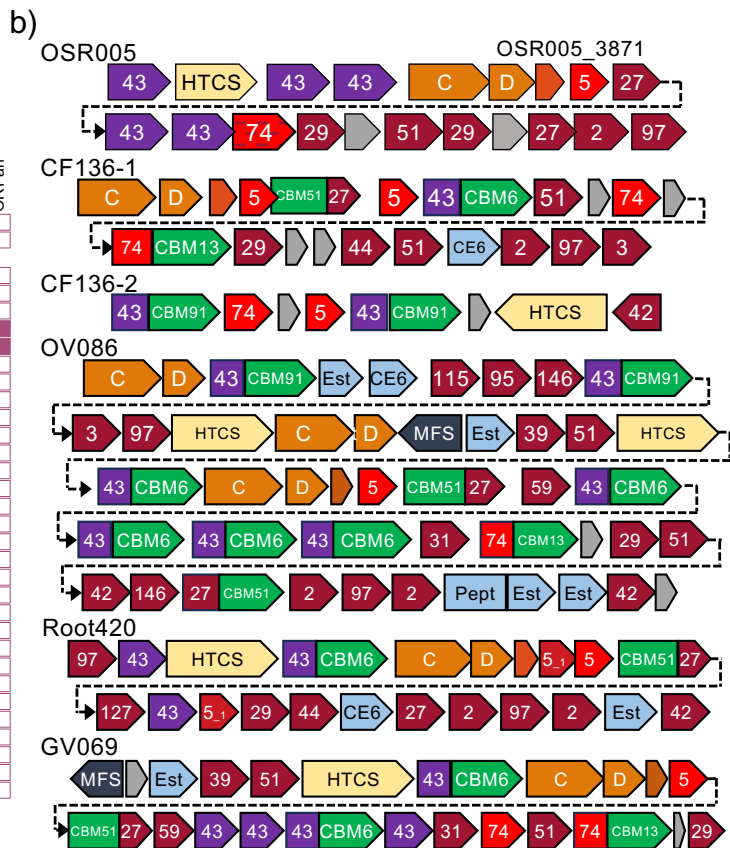 b)
OSR005
OSR005_3871
43 HTCS 43 43 C D 5 27
43 43 74 29 51 29 27 2 97
CF136-1
C D 5 CBM51 27 5 43 CBM6 51 74
74 CBM13 29 44 51 CE6 2 97 3
CF136-2
43 CBM91 74 5 43 CBM91 HTCS 42
OV086
C D 43 CBM91 Est CE6 115 95 146 43 CBM91
3 97 HTCS C D MFS Est 39 51 HTCS
43 CBM6 C D 5 CBM51 27 59 43 CBM6
43 CBM6 43 CBM6 43 CBM6 31 74 CBM13 29 51
42 146 27 CBM51 2 97 2 Pept Est Est 42
Root420
97 43 HTCS 43 CBM6 C D 5_1 5 CBM51 27
127 43 5_1 29 44 CE6 27 2 97 2 Est 42
GV069
MFS Est 39 51 HTCS 43 CBM6 C D 5
CBM51 27 59 43 43 43 CBM6 43 31 74 51 74 CBM13 29